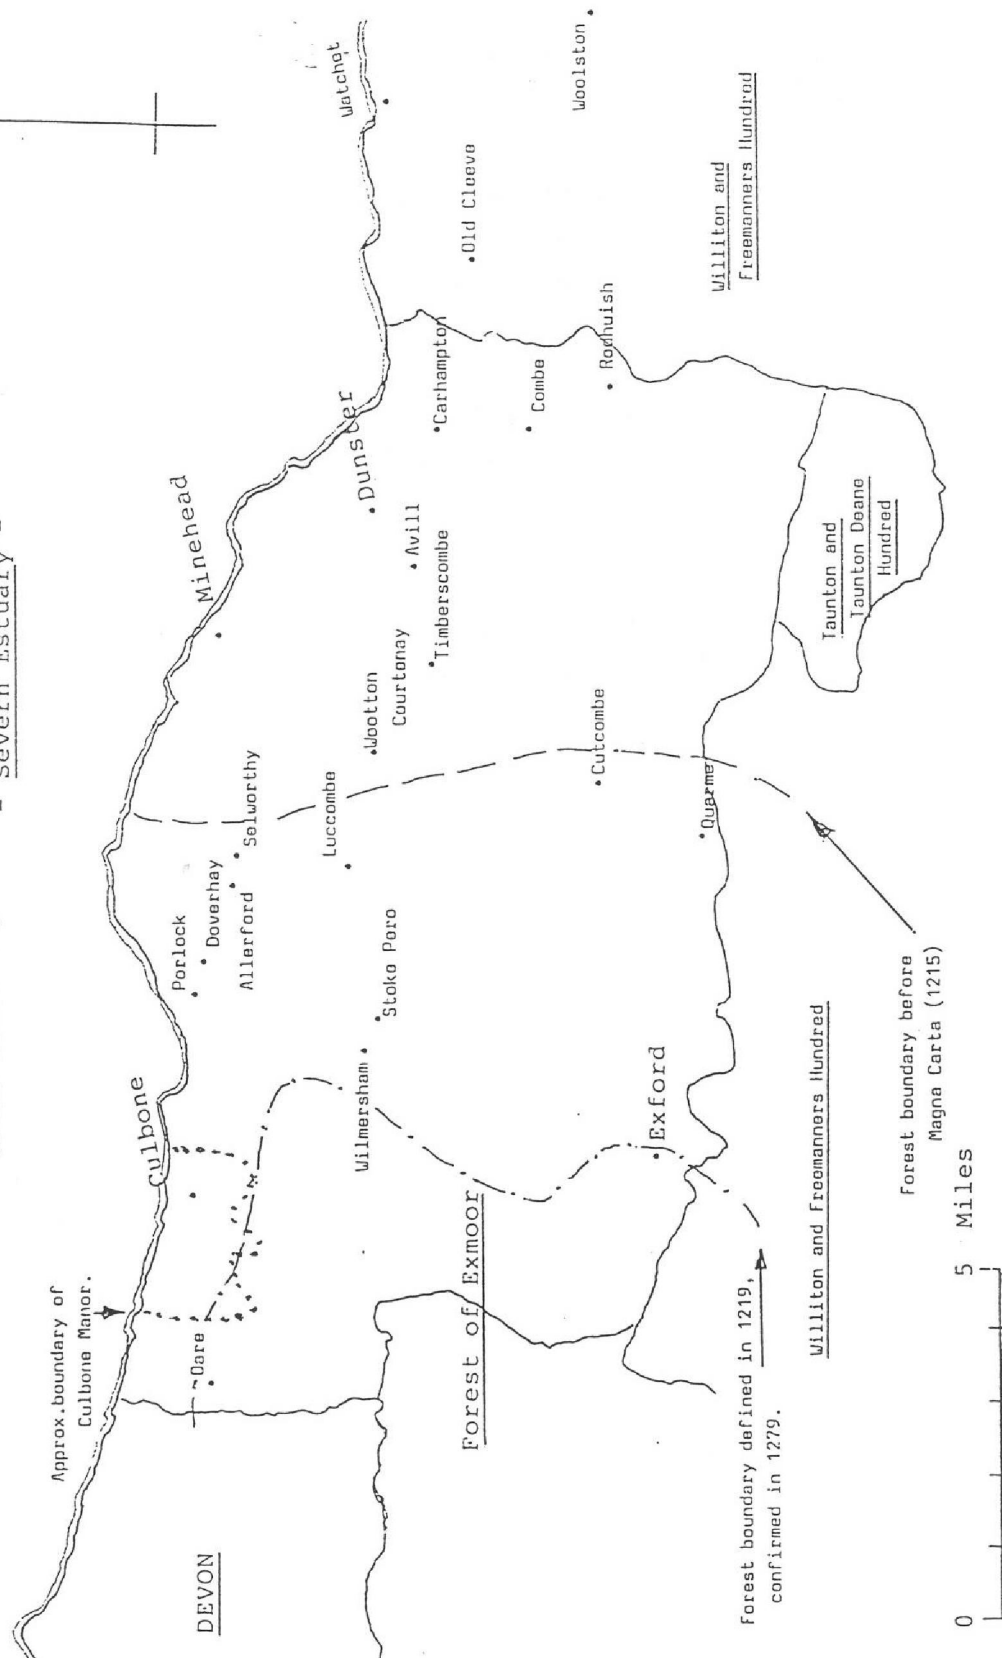 - Severn Estuary -
Watchet
Woolston
Old Cleeve
Williton and
Freemanners Hundred
Minehead
Dunster
Carhampton
Combe
Rodhuish
Avill
Timberscombe
Wootton
Courtenay
Cutcombe
Taunton and
Taunton Deane
Hundred
Selworthy
Luccombe
Porlock
Doverhay
Allerford
Stoke Pero
Quarme
Culbone
Wilmersham
Exford
Approx.boundary of
Culbone Manor.
Oare
Forest of Exmoor
DEVON
Williton and Freemanners Hundred
Forest boundary before
Magna Carta (1215)
Forest boundary defined in 1219,
confirmed in 1279.
0 5 Miles